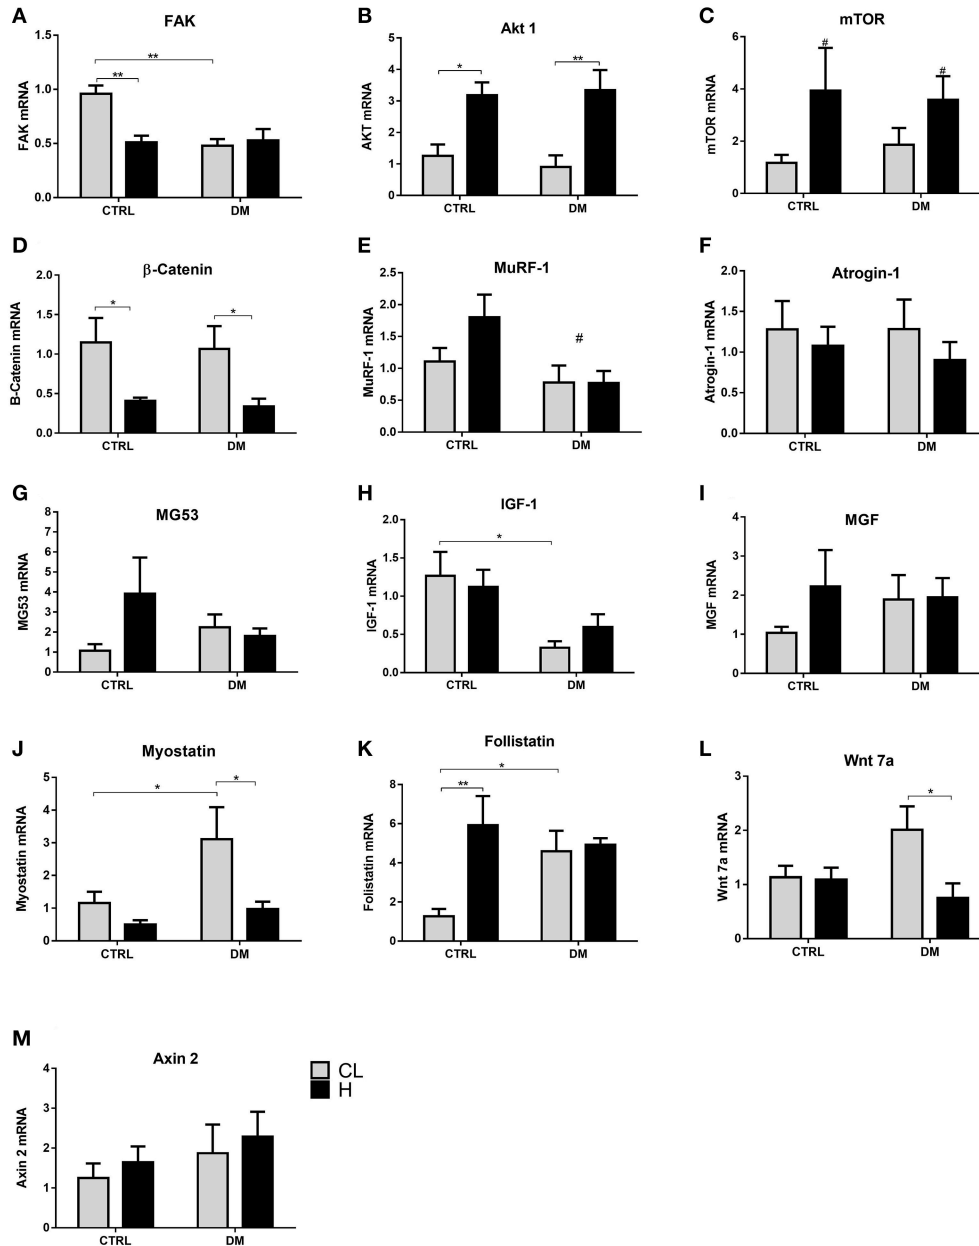 A
FAK
FAK mRNA
1.5
1.0
0.5
0.0
**
**
CTRL
DM
B
Akt 1
AKT mRNA
5
4
3
2
1
0
*
**
CTRL
DM
C
mTOR
mTOR mRNA
6
4
2
0
#
#
CTRL
DM
D
β-Catenin
B-Catenin mRNA
2.0
1.5
1.0
0.5
0.0
*
*
CTRL
DM
E
MuRF-1
MuRF-1 mRNA
2.5
2.0
1.5
1.0
0.5
0.0
#
CTRL
DM
F
Atrogin-1
Atrogin-1 mRNA
2.0
1.5
1.0
0.5
0.0
CTRL
DM
G
MG53
MG53 mRNA
8
7
6
5
4
3
2
1
0
CTRL
DM
H
IGF-1
IGF-1 mRNA
2.0
1.5
1.0
0.5
0.0
*
CTRL
DM
I
MGF
MGF mRNA
4
3
2
1
0
CTRL
DM
J
Myostatin
Myostatin mRNA
5
4
3
2
1
0
*
*
CTRL
DM
K
Follistatin
Folistatin mRNA
8
6
4
2
0
*
**
CTRL
DM
L
Wnt 7a
Wnt 7a mRNA
3
2
1
0
*
CTRL
DM
M
Axin 2
Axin 2 mRNA
4
3
2
1
0
CTRL
DM
CL
H